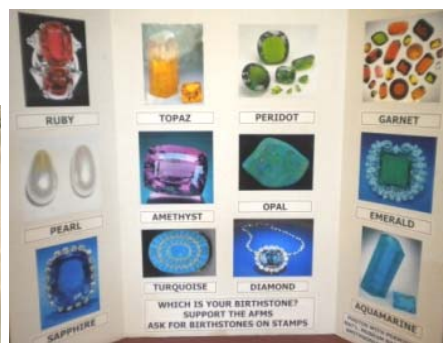 RUBY
TOPAZ
PERIDOT
GARNET
PEARL
AMETHYST
OPAL
EMERALD
SAPPHIRE
TURQUOISE
DIAMOND
AQUAMARINE
WHICH IS YOUR BIRTHSTONE?
SUPPORT THE AFMS
ASK FOR BIRTHSTONES ON STAMPS